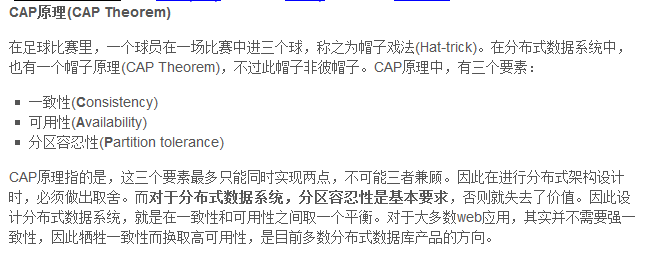 CAP原理(CAP Theorem)
在足球比赛里，一个球员在一场比赛中进三个球，称之为帽子戏法(Hat-trick)。在分布式数据系统中，
也有一个帽子原理(CAP Theorem)，不过此帽子非彼帽子。CAP原理中，有三个要素：
一致性(Consistency)
可用性(Availability)
分区容忍性(Partition tolerance)
CAP原理指的是，这三个要素最多只能同时实现两点，不可能三者兼顾。因此在进行分布式架构设计
时，必须做出取舍。而对于分布式数据系统，分区容忍性是基本要求，否则就失去了价值。因此设
计分布式数据系统，就是在一致性和可用性之间取一个平衡。对于大多数web应用，其实并不需要强一
致性，因此牺牲一致性而换取高可用性，是目前多数分布式数据库产品的方向。